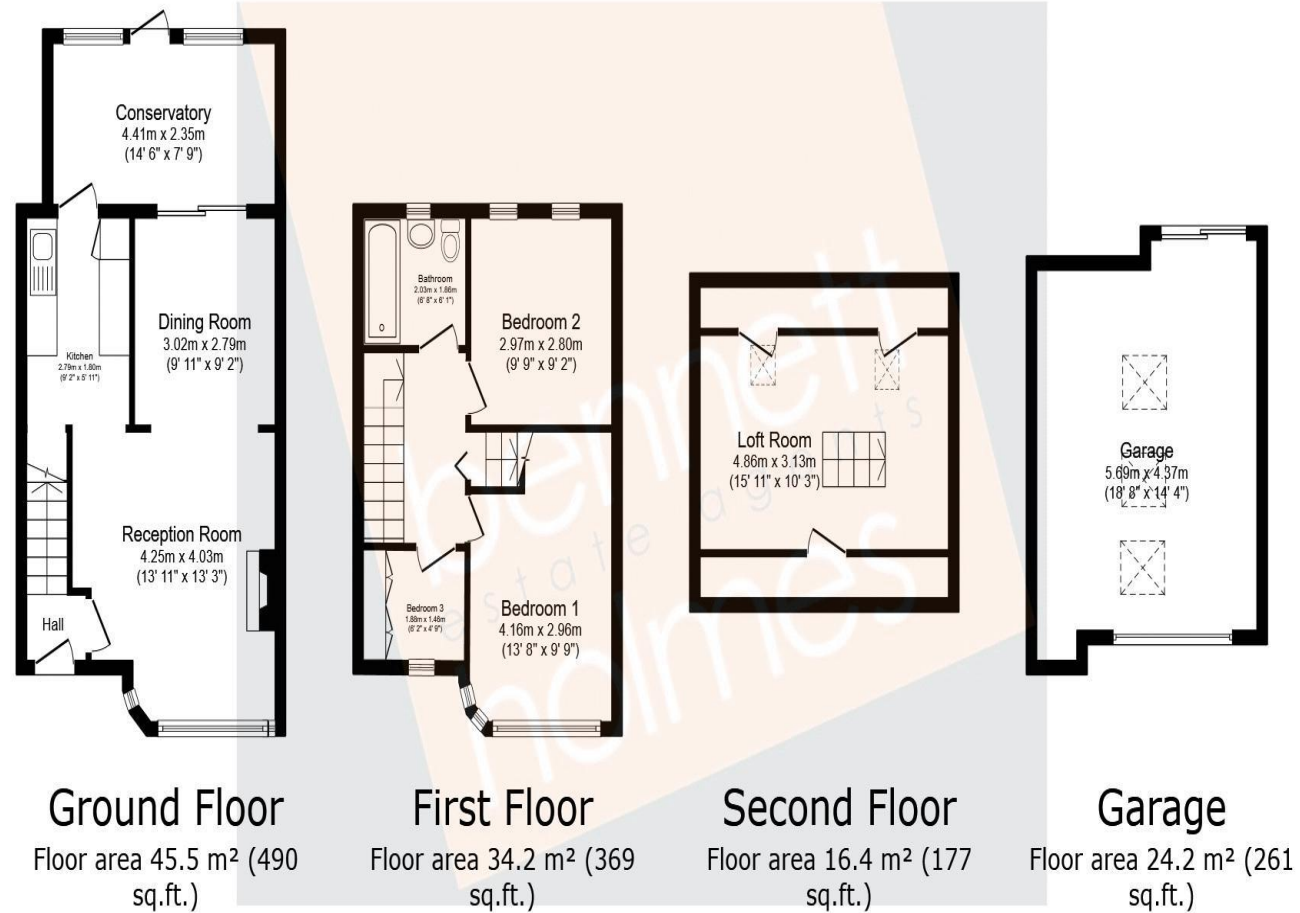 Conservatory
4.41m x 2.35m
(14' 6" x 7' 9")
Kitchen
2.79m x 1.80m
(9' 2" x 5' 11")
Dining Room
3.02m x 2.79m
(9' 11" x 9' 2")
Reception Room
4.25m x 4.03m
(13' 11" x 13' 3")
Hall
Bathroom
2.03m x 1.86m
(6' 8" x 6' 1")
Bedroom 2
2.97m x 2.80m
(9' 9" x 9' 2")
Bedroom 3
1.88m x 1.46m
(6' 2" x 4' 9")
Bedroom 1
4.16m x 2.96m
(13' 8" x 9' 9")
Loft Room
4.86m x 3.13m
(15' 11" x 10' 3")
Garage
5.69m x 4.37m
(18' 8" x 14' 4")
bennett
estate agents
holmes
Ground Floor
Floor area 45.5 m² (490
sq.ft.)
First Floor
Floor area 34.2 m² (369
sq.ft.)
Second Floor
Floor area 16.4 m² (177
sq.ft.)
Garage
Floor area 24.2 m² (261
sq.ft.)